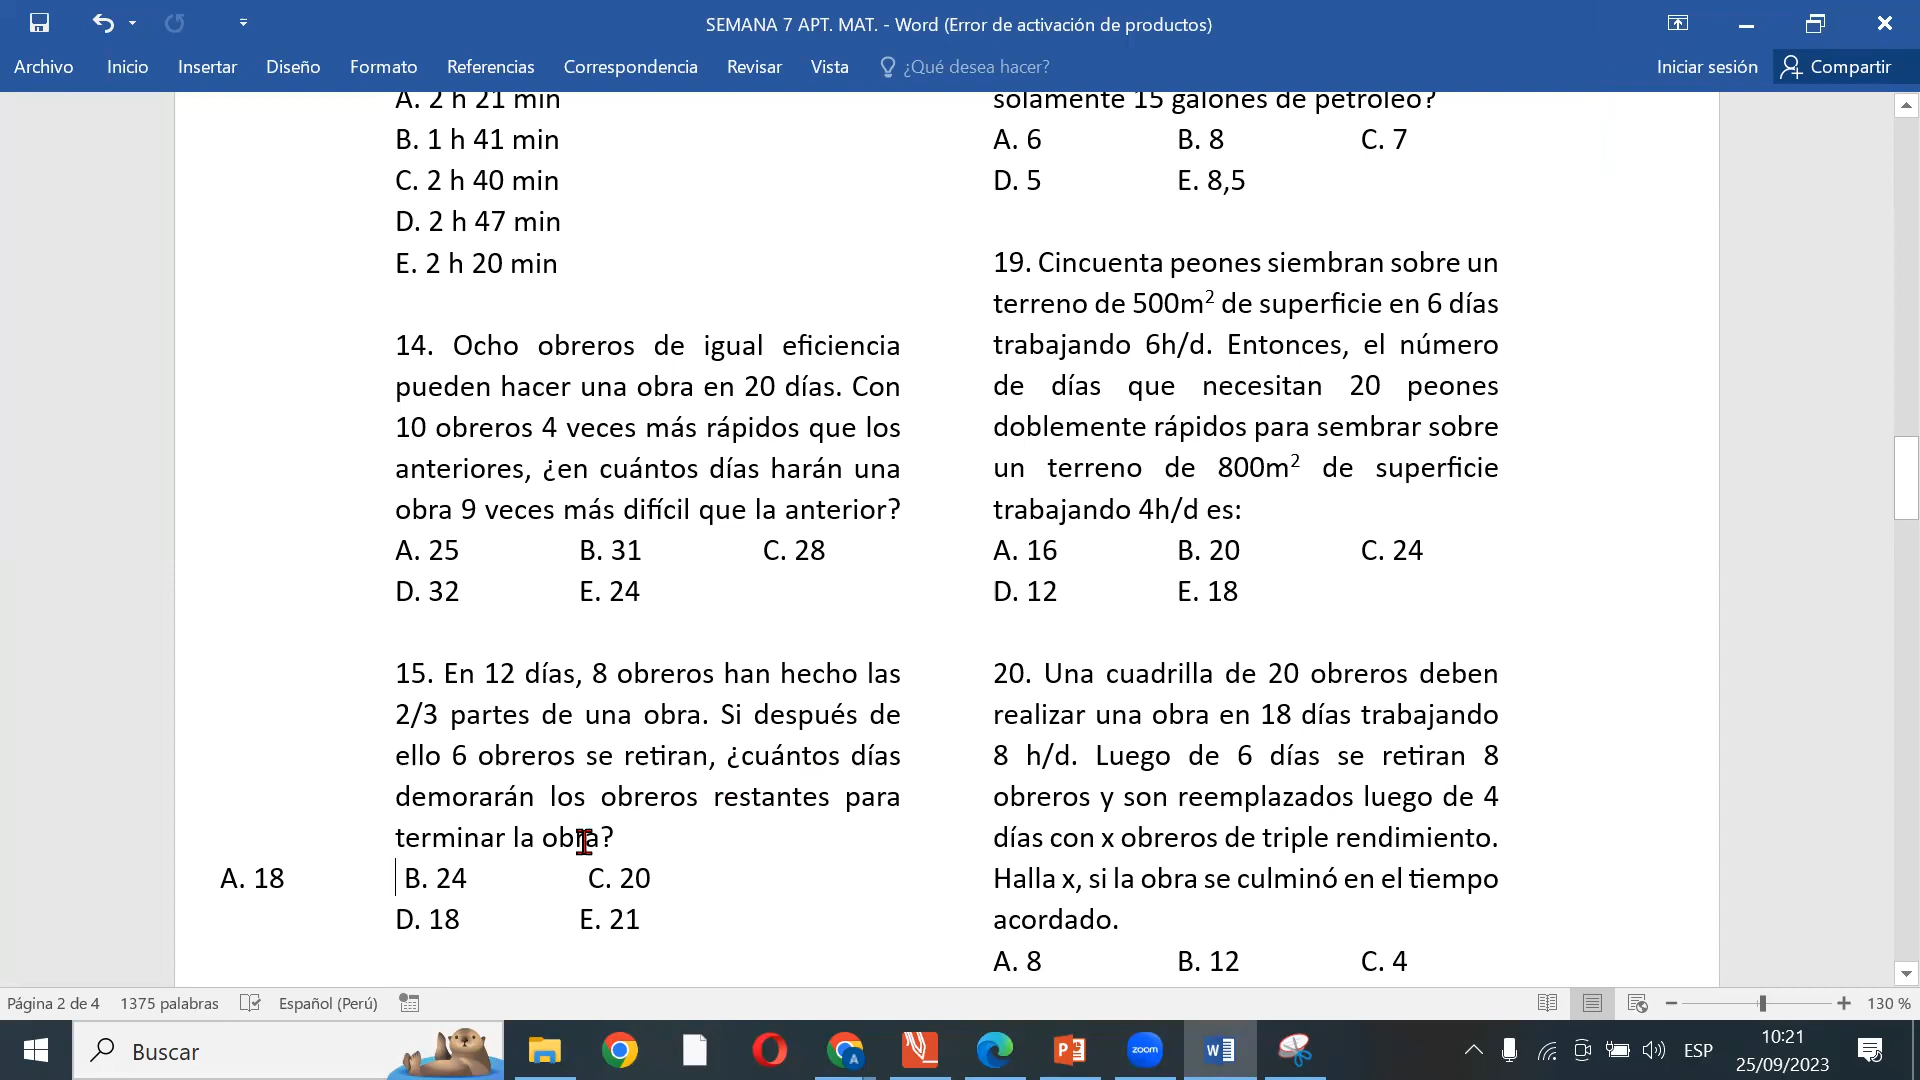 SEMANA 7 APT. MAT. - Word (Error de activación de productos)
Archivo Inicio Insertar Diseño Formato Referencias Correspondencia Revisar Vista ¿Qué desea hacer? Iniciar sesión Compartir
A. 2 h 21 min
B. 1 h 41 min
C. 2 h 40 min
D. 2 h 47 min
E. 2 h 20 min
14. Ocho obreros de igual eficiencia
pueden hacer una obra en 20 días. Con
10 obreros 4 veces más rápidos que los
anteriores, ¿en cuántos días harán una
obra 9 veces más difícil que la anterior?
A. 25 B. 31 C. 28
D. 32 E. 24
15. En 12 días, 8 obreros han hecho las
2/3 partes de una obra. Si después de
ello 6 obreros se retiran, ¿cuántos días
demorarán los obreros restantes para
terminar la obra?
A. 18 B. 24 C. 20
D. 18 E. 21
solamente 15 galones de petróleo?
A. 6 B. 8 C. 7
D. 5 E. 8,5
19. Cincuenta peones siembran sobre un
terreno de 500m² de superficie en 6 días
trabajando 6h/d. Entonces, el número
de días que necesitan 20 peones
doblemente rápidos para sembrar sobre
un terreno de 800m² de superficie
trabajando 4h/d es:
A. 16 B. 20 C. 24
D. 12 E. 18
20. Una cuadrilla de 20 obreros deben
realizar una obra en 18 días trabajando
8 h/d. Luego de 6 días se retiran 8
obreros y son reemplazados luego de 4
días con x obreros de triple rendimiento.
Halla x, si la obra se culminó en el tiempo
acordado.
A. 8 B. 12 C. 4
Página 2 de 4 1375 palabras Español (Perú) 130 %
Buscar zoom ESP 10:21
25/09/2023